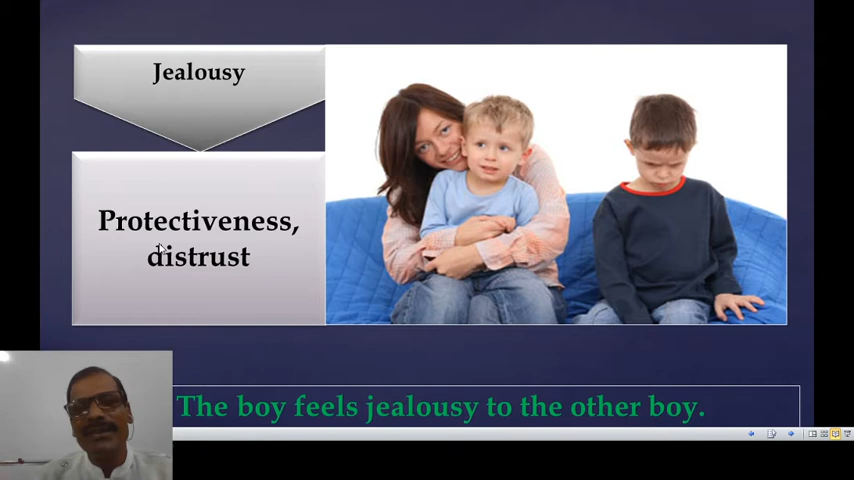 Jealousy
Protectiveness,
distrust
The boy feels jealousy to the other boy.